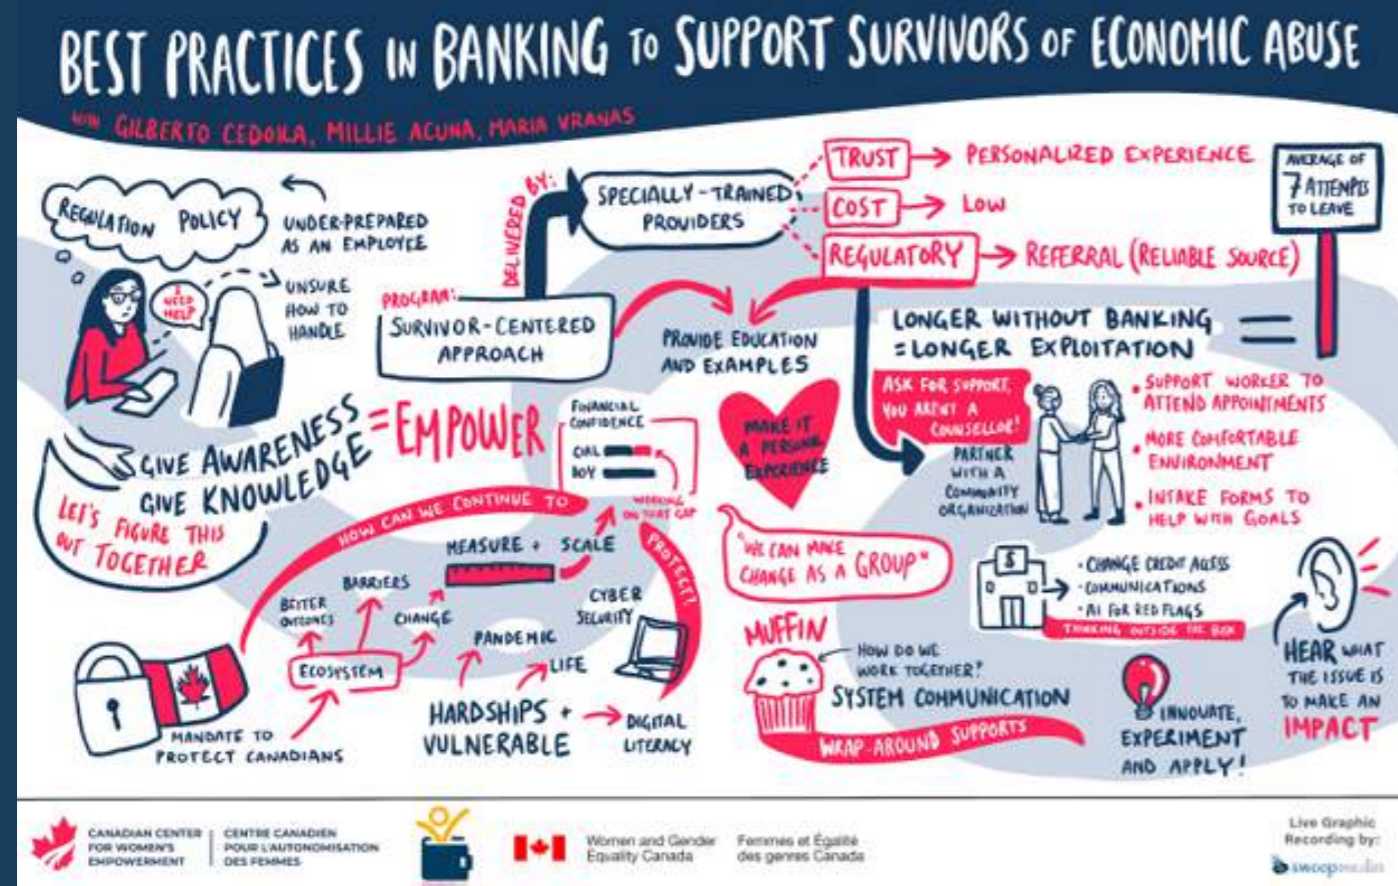 BEST PRACTICES IN BANKING TO SUPPORT SURVIVORS OF ECONOMIC ABUSE
WITH GILBERTO CEDOILA, MILLIE ACUNA, MARIA VRANAS
REGULATION POLICY
UNDER-PREPARED
AS AN EMPLOYEE
I
NEED
HELP
UNSURE
HOW TO
HANDLE
GIVE AWARENESS
GIVE KNOWLEDGE
= EMPOWER
LET'S FIGURE THIS
OUT TOGETHER
PROGRAM:
SURVIVOR-CENTERED
APPROACH
DELIVERED BY:
SPECIALLY-TRAINED
PROVIDERS
TRUST
PERSONALIZED EXPERIENCE
COST
LOW
REGULATORY
REFERRAL (RELIABLE SOURCE)
PROVIDE EDUCATION
AND EXAMPLES
AVERAGE OF
7 ATTEMPTS
TO LEAVE
LONGER WITHOUT BANKING
= LONGER EXPLOITATION
=
ASK FOR SUPPORT,
YOU AREN'T A
COUNSELLOR!
PARTNER
WITH A
COMMUNITY
ORGANIZATION
• SUPPORT WORKER TO
ATTEND APPOINTMENTS
• MORE COMFORTABLE
ENVIRONMENT
• INTAKE FORMS TO
HELP WITH GOALS
FINANCIAL
CONFIDENCE
BOY
WORKING
ON THAT GAP
MAKE IT
A PERSONAL
EXPERIENCE
HOW CAN WE CONTINUE TO
PROTECT?
MEASURE + SCALE
BETTER
OUTCOMES
BARRIERS
CHANGE
ECOSYSTEM
MANDATE TO
PROTECT CANADIANS
PANDEMIC
LIFE
HARDSHIPS +
VULNERABLE
CYBER
SECURITY
DIGITAL
LITERACY
"WE CAN MAKE
CHANGE AS A GROUP"
MUFFIN
HOW DO WE
WORK TOGETHER?
SYSTEM COMMUNICATION
WRAP-AROUND SUPPORTS
$
• CHANGE CREDIT
• COMMUNICATIONS
• AI FOR RED FLAGS
THINKING OUTSIDE THE BOX
INNOVATE,
EXPERIMENT
AND APPLY!
HEAR WHAT
THE ISSUE IS
TO MAKE AN
IMPACT
CANADIAN CENTER
FOR WOMEN'S
EMPOWERMENT
CENTRE CANADIEN
POUR L'AUTONOMISATION
DES FEMMES
Women and Gender
Equality Canada
Femmes et Égalité
des genres Canada
Live Graphic
Recording by: